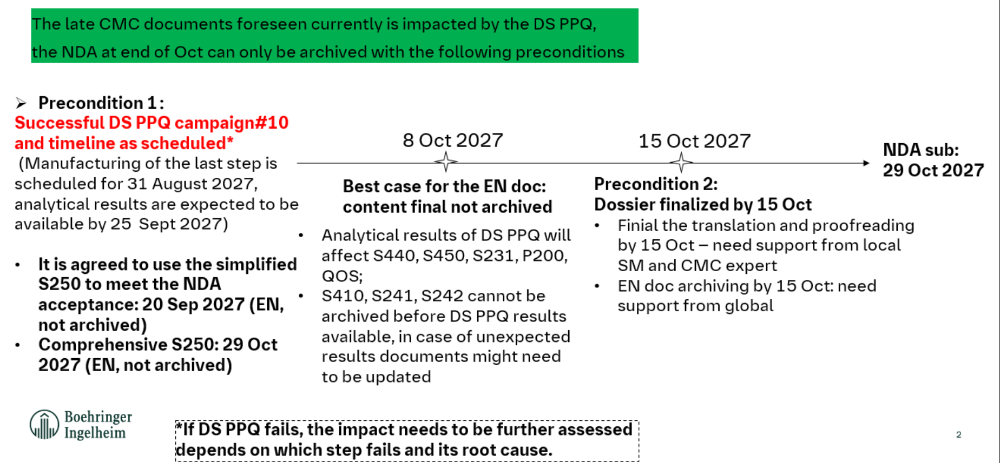 The late CMC documents foreseen currently is impacted by the DS PPQ,
the NDA at end of Oct can only be archived with the following preconditions
➢ Precondition 1:
Successful DS PPQ campaign#10
and timeline as scheduled*
(Manufacturing of the last step is
scheduled for 31 August 2027,
analytical results are expected to be
available by 25 Sept 2027)
• It is agreed to use the simplified
S250 to meet the NDA
acceptance: 20 Sep 2027 (EN,
not archived)
• Comprehensive S250: 29 Oct
2027 (EN, not archived)
8 Oct 2027
Best case for the EN doc:
content final not archived
• Analytical results of DS PPQ will
affect S440, S450, S231, P200,
QOS;
• S410, S241, S242 cannot be
archived before DS PPQ results
available, in case of unexpected
results documents might need
to be updated
15 Oct 2027
Precondition 2:
Dossier finalized by 15 Oct
• Finial the translation and proofreading
by 15 Oct – need support from local
SM and CMC expert
• EN doc archiving by 15 Oct: need
support from global
NDA sub:
29 Oct 2027
Boehringer
Ingelheim
*If DS PPQ fails, the impact needs to be further assessed
depends on which step fails and its root cause.
2